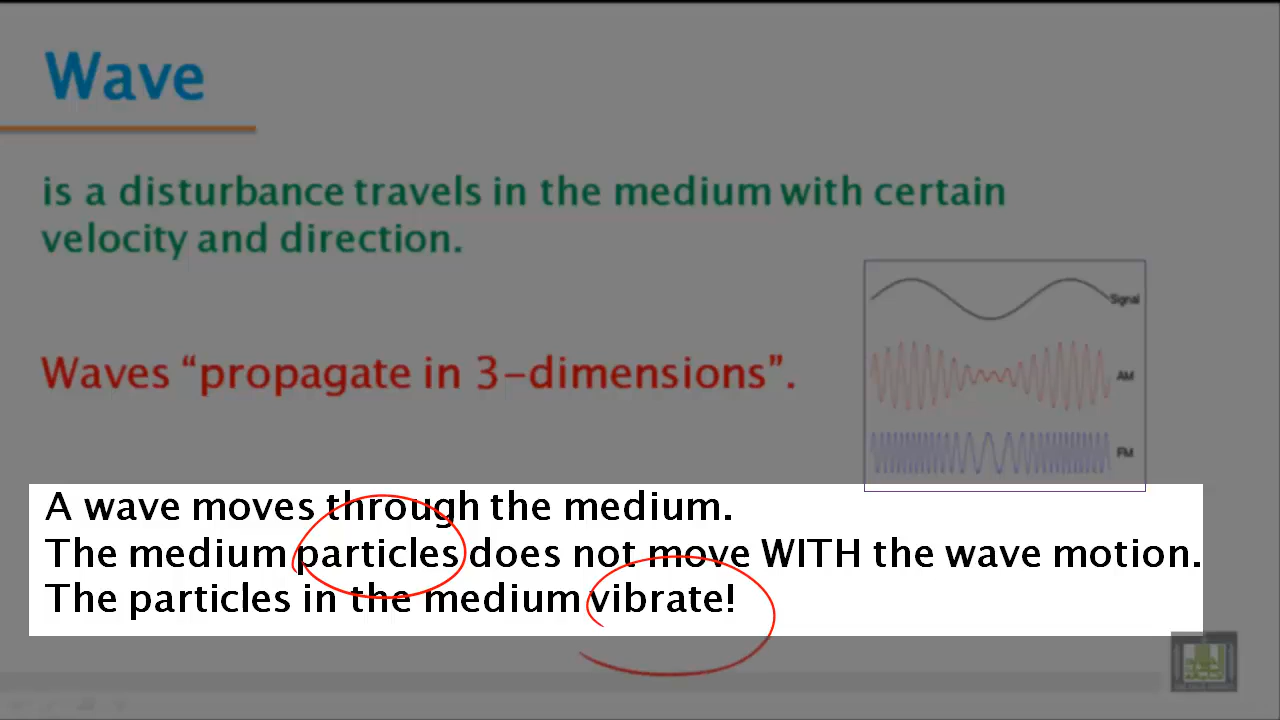 Wave
is a disturbance travels in the medium with certain
velocity and direction.
Waves “propagate in 3-dimensions”.
Signal
AM
FM
A wave moves through the medium.
The medium particles does not move WITH the wave motion.
The particles in the medium vibrate!